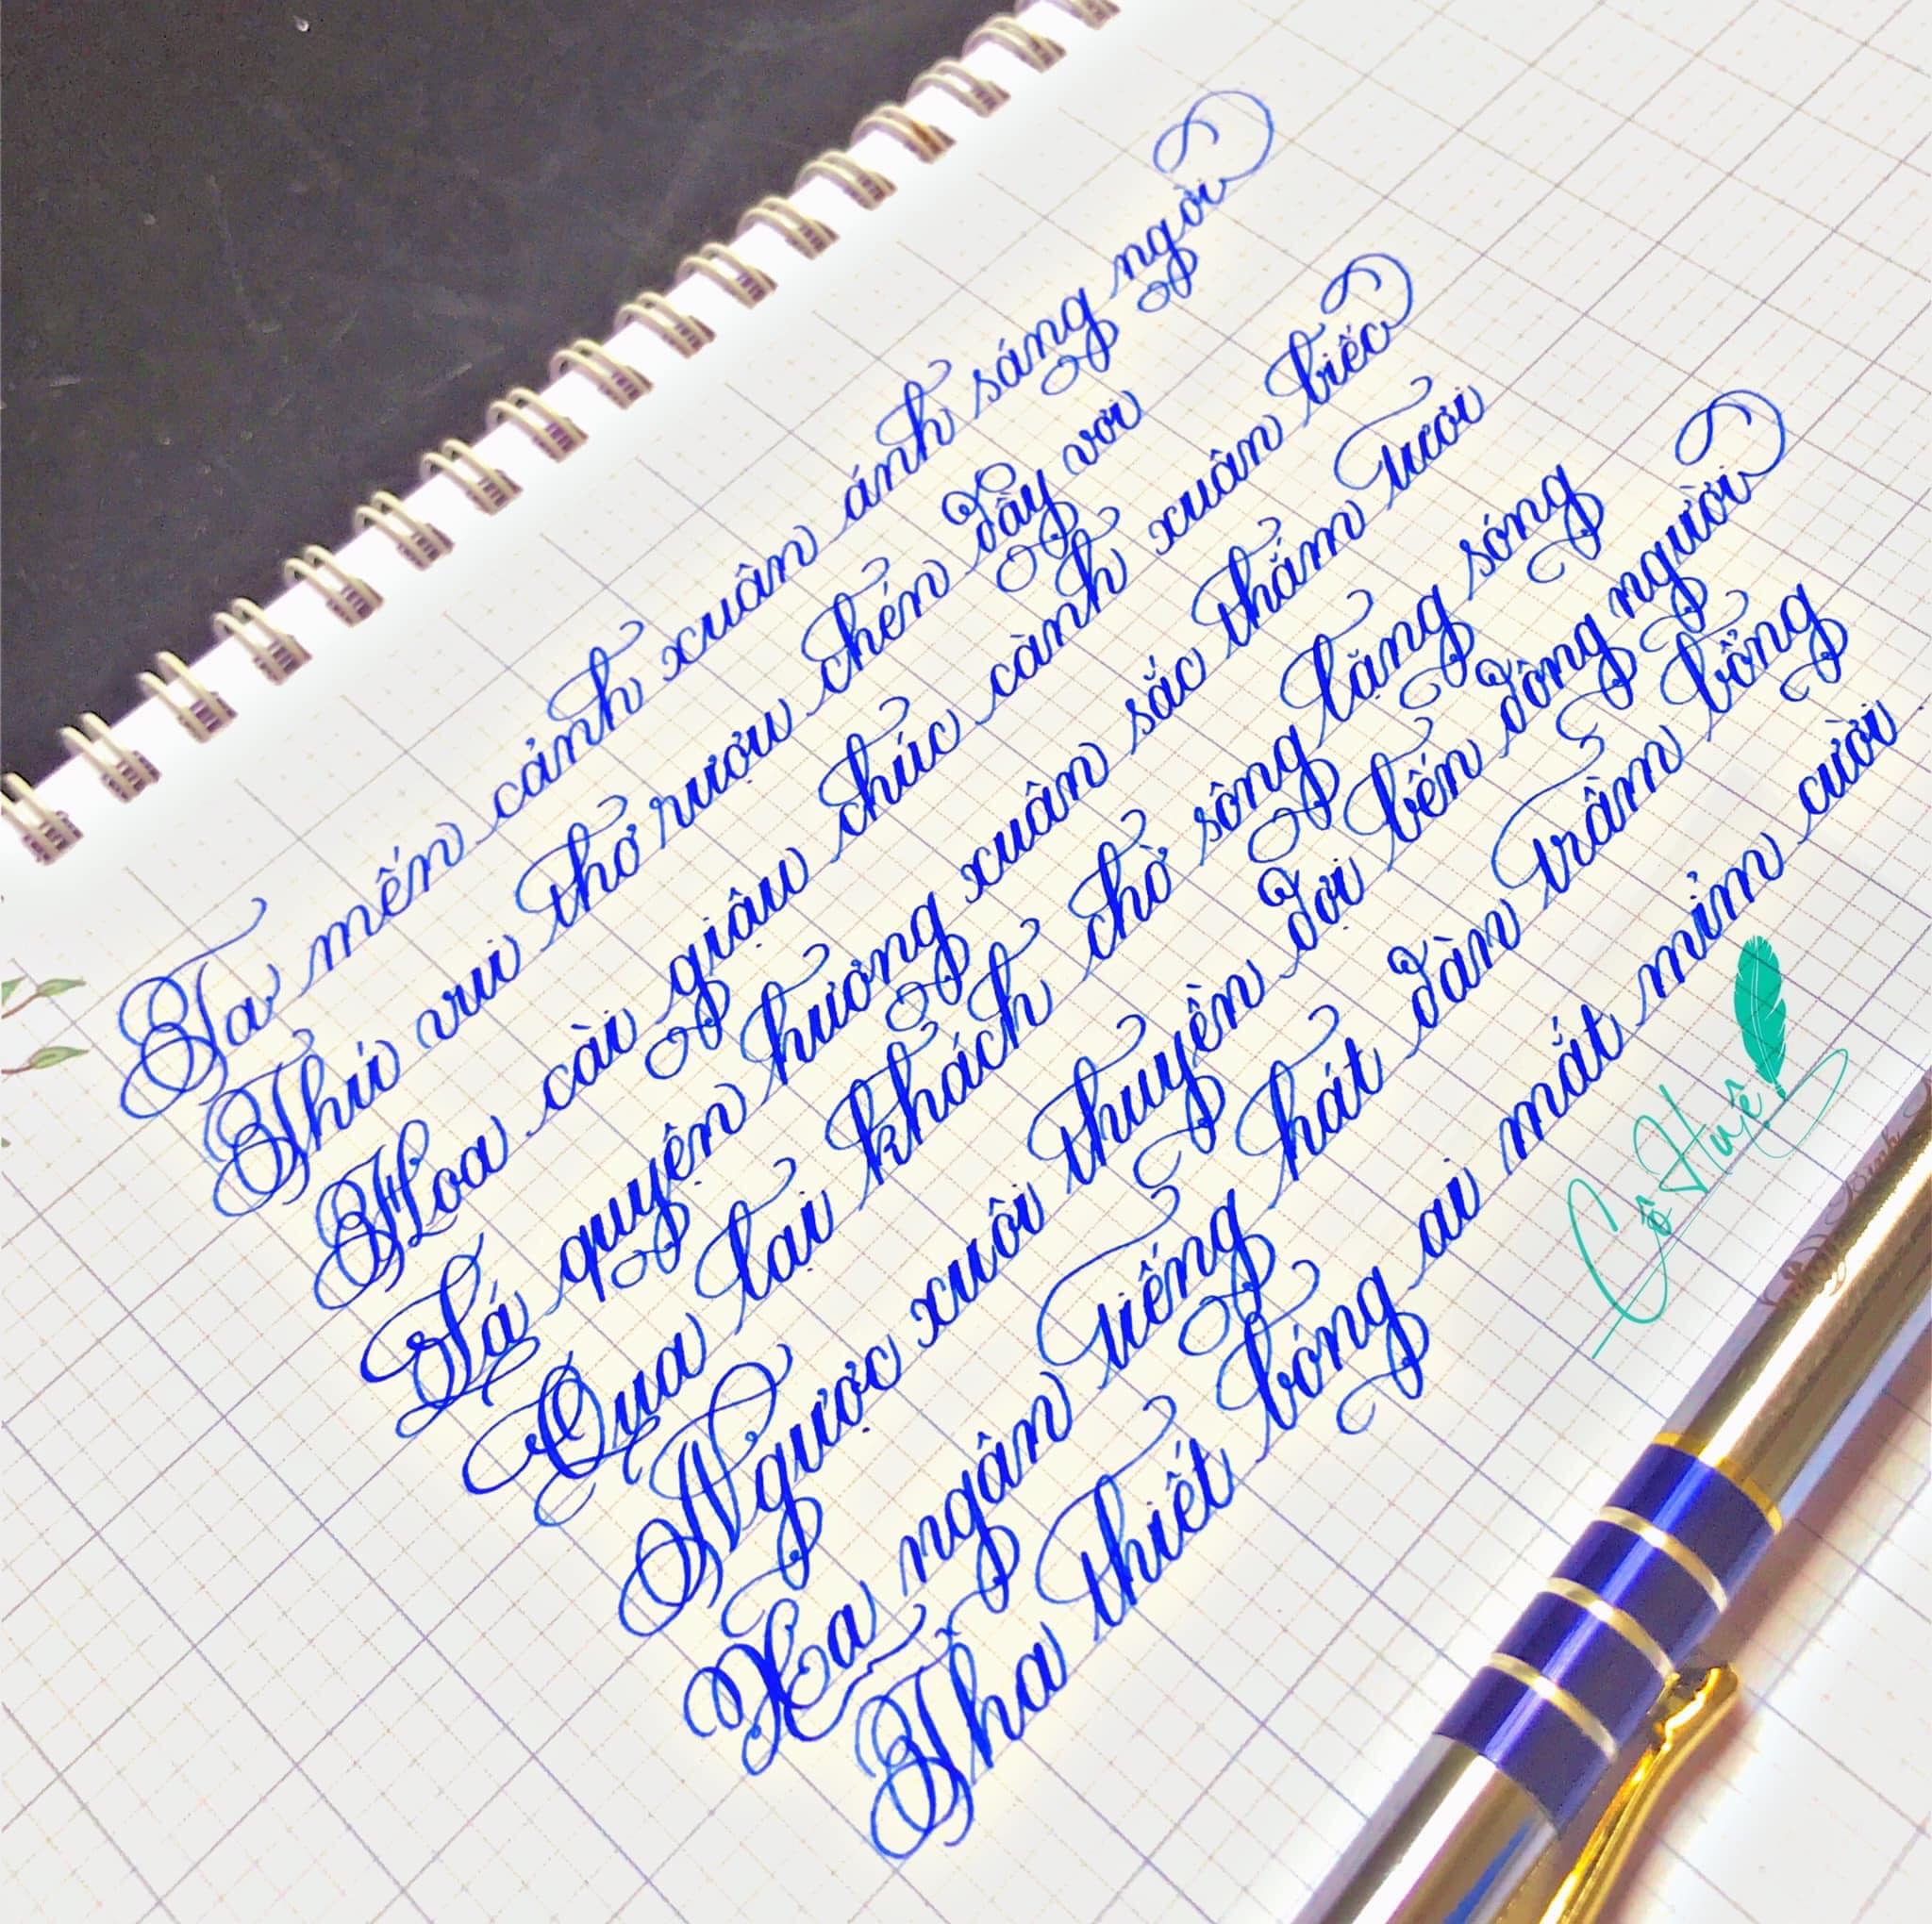 Ta mến cảnh xuân ánh sáng ngời
Thú vui thơ rượu chén đầy vơi
Hoa cài giậu chúc cành xuân biếc
Lá quyện hương xuân sắc thắm tươi
Qua lại khách chờ sông lặng sóng
Ngược xuôi thuyền đợi bến đông người
Xa ngân tiếng hát đàn trầm bổng
Tha thiết bóng ai mắt mỉm cười.
Cô Huệ